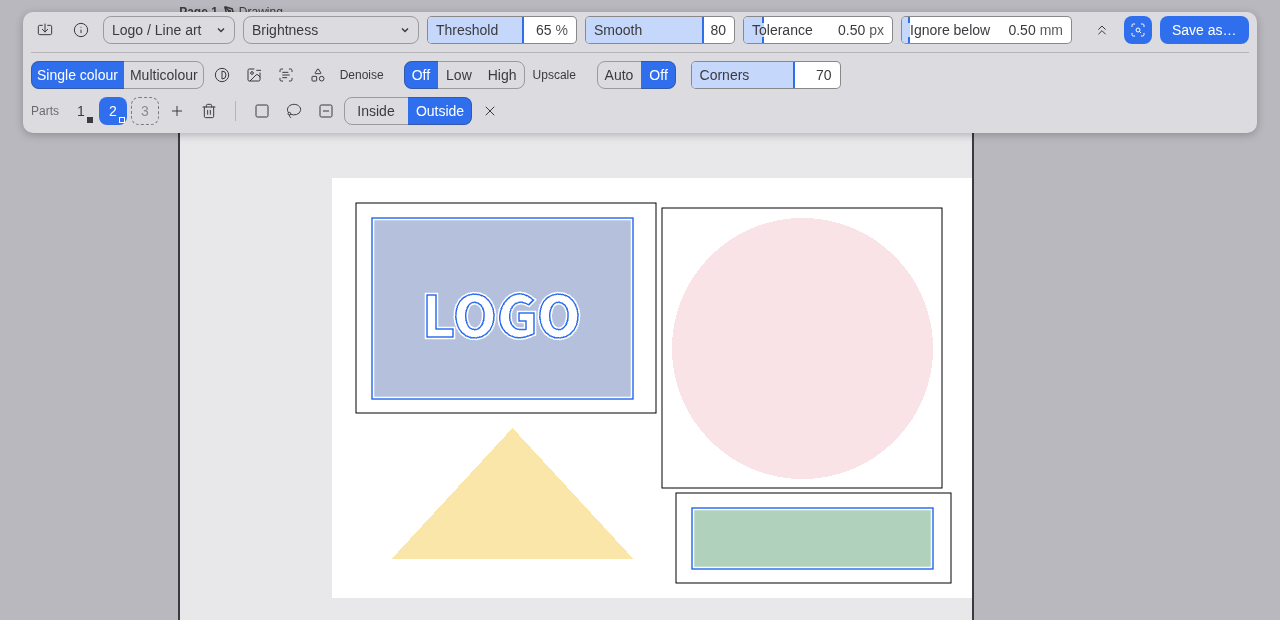 Page 1 Drawing
Logo / Line art Brightness Threshold 65 % Smooth 80 Tolerance 0.50 px Ignore below 0.50 mm Save as…
Single colour Multicolour Denoise Off Low High Upscale Auto Off Corners 70
Parts 1 2 3 Inside Outside
LOGO